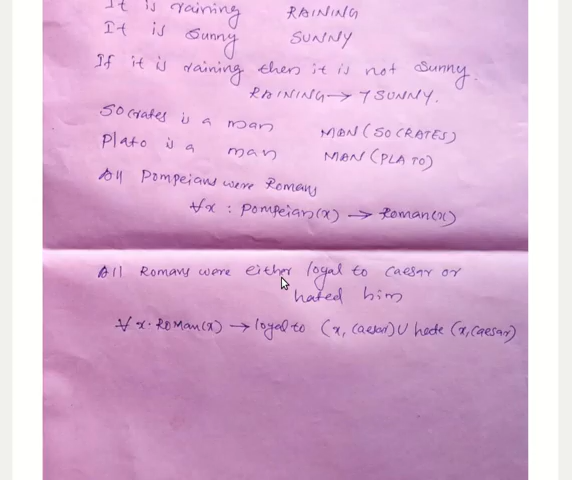 It is raining RAINING
It is Sunny SUNNY
If it is raining then it is not Sunny.
RAINING → ¬SUNNY.
Socrates is a man MAN(SOCRATES)
Plato is a man MAN(PLATO)
All Pompeians were Romans
∀x : Pompeian(x) → Roman(x)
All Romans were either loyal to caesar or
hated him
∀x. Roman(x) → loyal to (x, Caesar) ∪ hate (x, caesar)